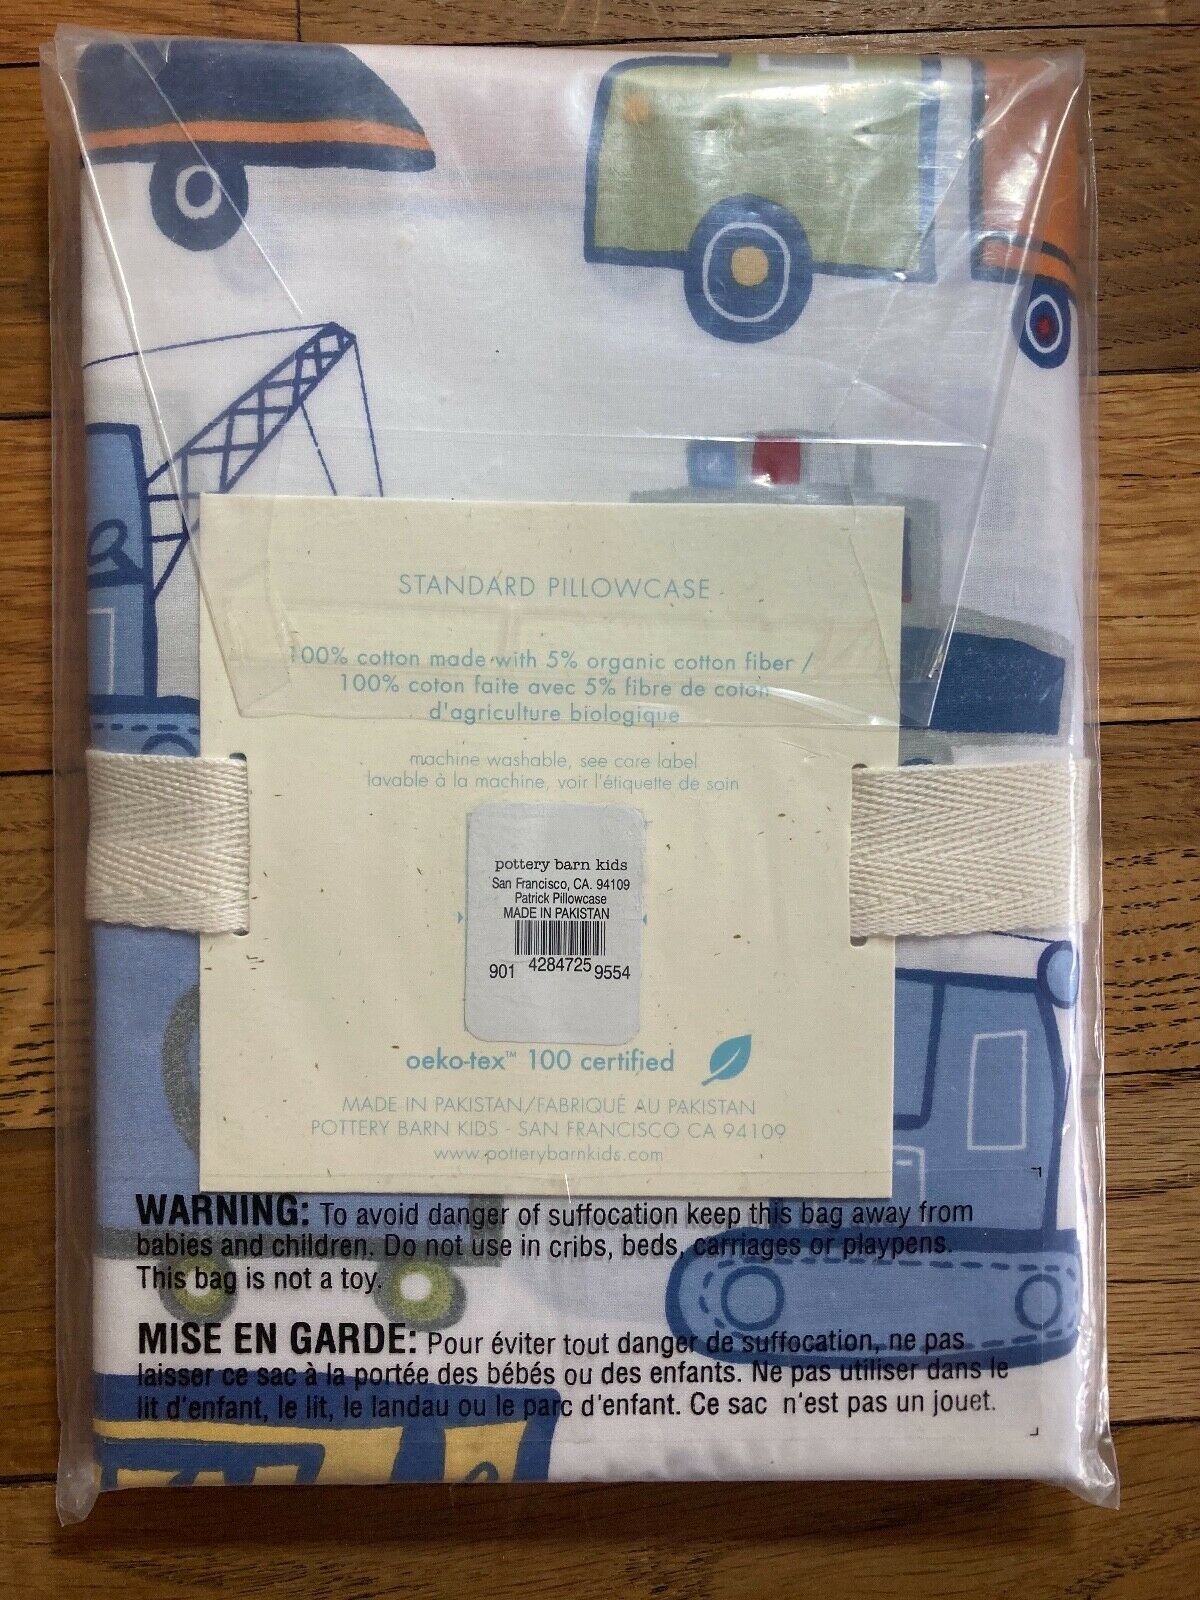 STANDARD PILLOWCASE
100% cotton made with 5% organic cotton fiber /
100% coton faite avec 5% fibre de coton
d'agriculture biologique
machine washable, see care label
lavable à la machine, voir l'étiquette de soin
pottery barn kids
San Francisco, CA. 94109
Patrick Pillowcase
MADE IN PAKISTAN
901 4284725 9554
oeko-tex™ 100 certified
MADE IN PAKISTAN/FABRIQUÉ AU PAKISTAN
POTTERY BARN KIDS - SAN FRANCISCO CA 94109
www.potterybarnkids.com
WARNING: To avoid danger of suffocation keep this bag away from
babies and children. Do not use in cribs, beds, carriages or playpens.
This bag is not a toy.
MISE EN GARDE: Pour éviter tout danger de suffocation, ne pas
laisser ce sac à la portée des bébés ou des enfants. Ne pas utiliser dans le
lit d'enfant, le lit, le landau ou le parc d'enfant. Ce sac n'est pas un jouet.